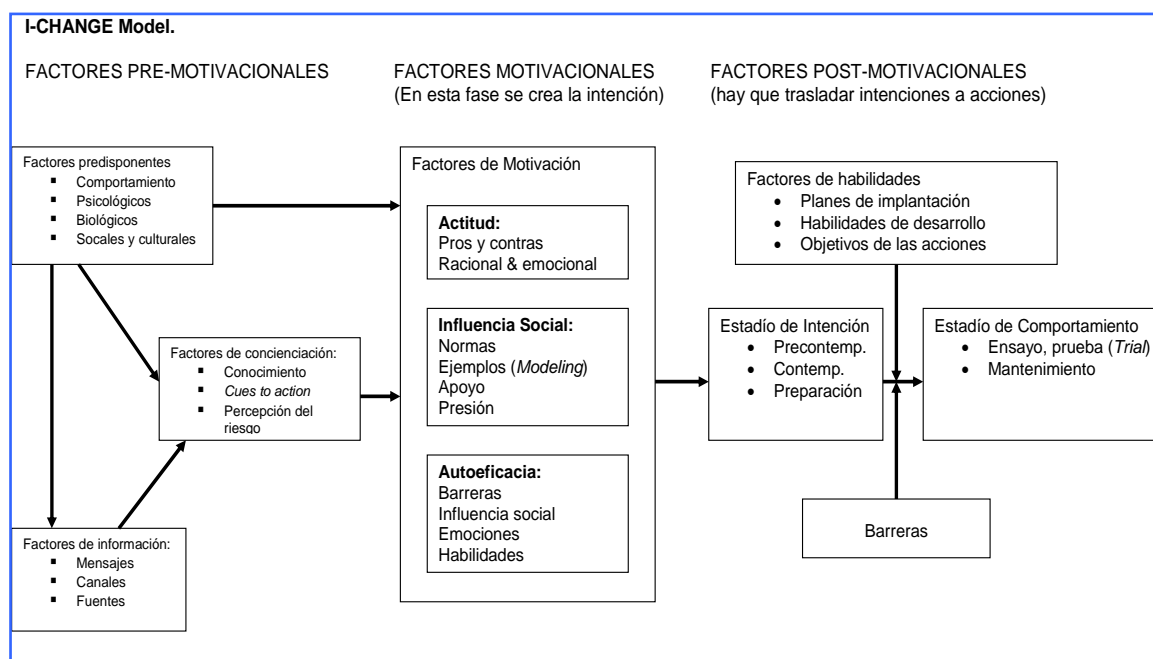 I-CHANGE Model.
FACTORES PRE-MOTIVACIONALES
FACTORES MOTIVACIONALES
(En esta fase se crea la intención)
FACTORES POST-MOTIVACIONALES
(hay que trasladar intenciones a acciones)
Factores predisponentes
▪ Comportamiento
▪ Psicológicos
▪ Biológicos
▪ Socales y culturales
Factores de concienciación:
▪ Conocimiento
▪ Cues to action
▪ Percepción del
riesgo
Factores de información:
▪ Mensajes
▪ Canales
▪ Fuentes
Factores de Motivación
Actitud:
Pros y contras
Racional & emocional
Influencia Social:
Normas
Ejemplos (Modeling)
Apoyo
Presión
Autoeficacia:
Barreras
Influencia social
Emociones
Habilidades
Factores de habilidades
• Planes de implantación
• Habilidades de desarrollo
• Objetivos de las acciones
Estadío de Intención
• Precontemp.
• Contemp.
• Preparación
Estadío de Comportamiento
• Ensayo, prueba (Trial)
• Mantenimiento
Barreras